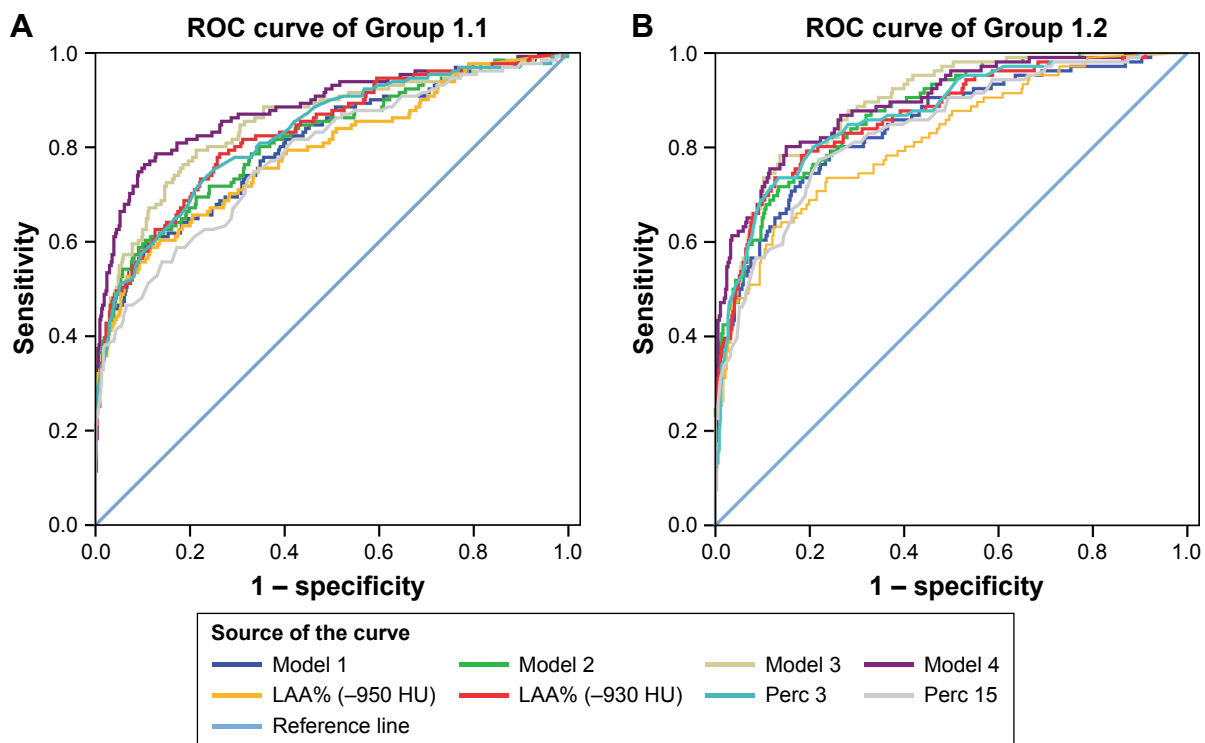 A ROC curve of Group 1.1
1.0
0.8
0.6
0.4
0.2
0.0
Sensitivity
0.0 0.2 0.4 0.6 0.8 1.0
1 – specificity
B ROC curve of Group 1.2
1.0
0.8
0.6
0.4
0.2
0.0
Sensitivity
0.0 0.2 0.4 0.6 0.8 1.0
1 – specificity
Source of the curve
Model 1 Model 2 Model 3 Model 4
LAA% (–950 HU) LAA% (–930 HU) Perc 3 Perc 15
Reference line